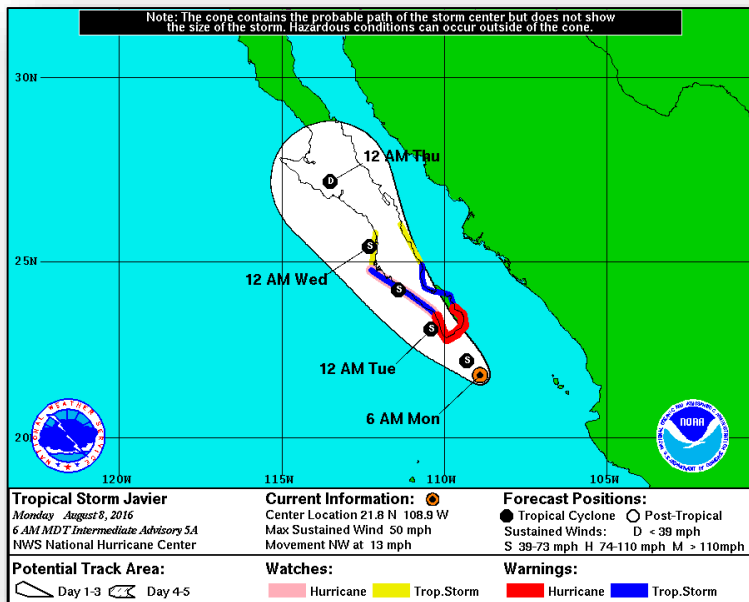 Note: The cone contains the probable path of the storm center but does not show
the size of the storm. Hazardous conditions can occur outside of the cone.
30N
12 AM Thu
D
S
25N
12 AM Wed
S
S
12 AM Tue
S
6 AM Mon
20N
NATIONAL WEATHER SERVICE
NOAA
120W
115W
110W
105W
Tropical Storm Javier
Monday August 8, 2016
6 AM MDT Intermediate Advisory 5A
NWS National Hurricane Center
Current Information:
Center Location 21.8 N 108.9 W
Max Sustained Wind 50 mph
Movement NW at 13 mph
Forecast Positions:
Tropical Cyclone Post-Tropical
Sustained Winds: D < 39 mph
S 39-73 mph H 74-110 mph M > 110mph
Potential Track Area:
Day 1-3 Day 4-5
Watches:
Hurricane Trop.Storm
Warnings:
Hurricane Trop.Storm